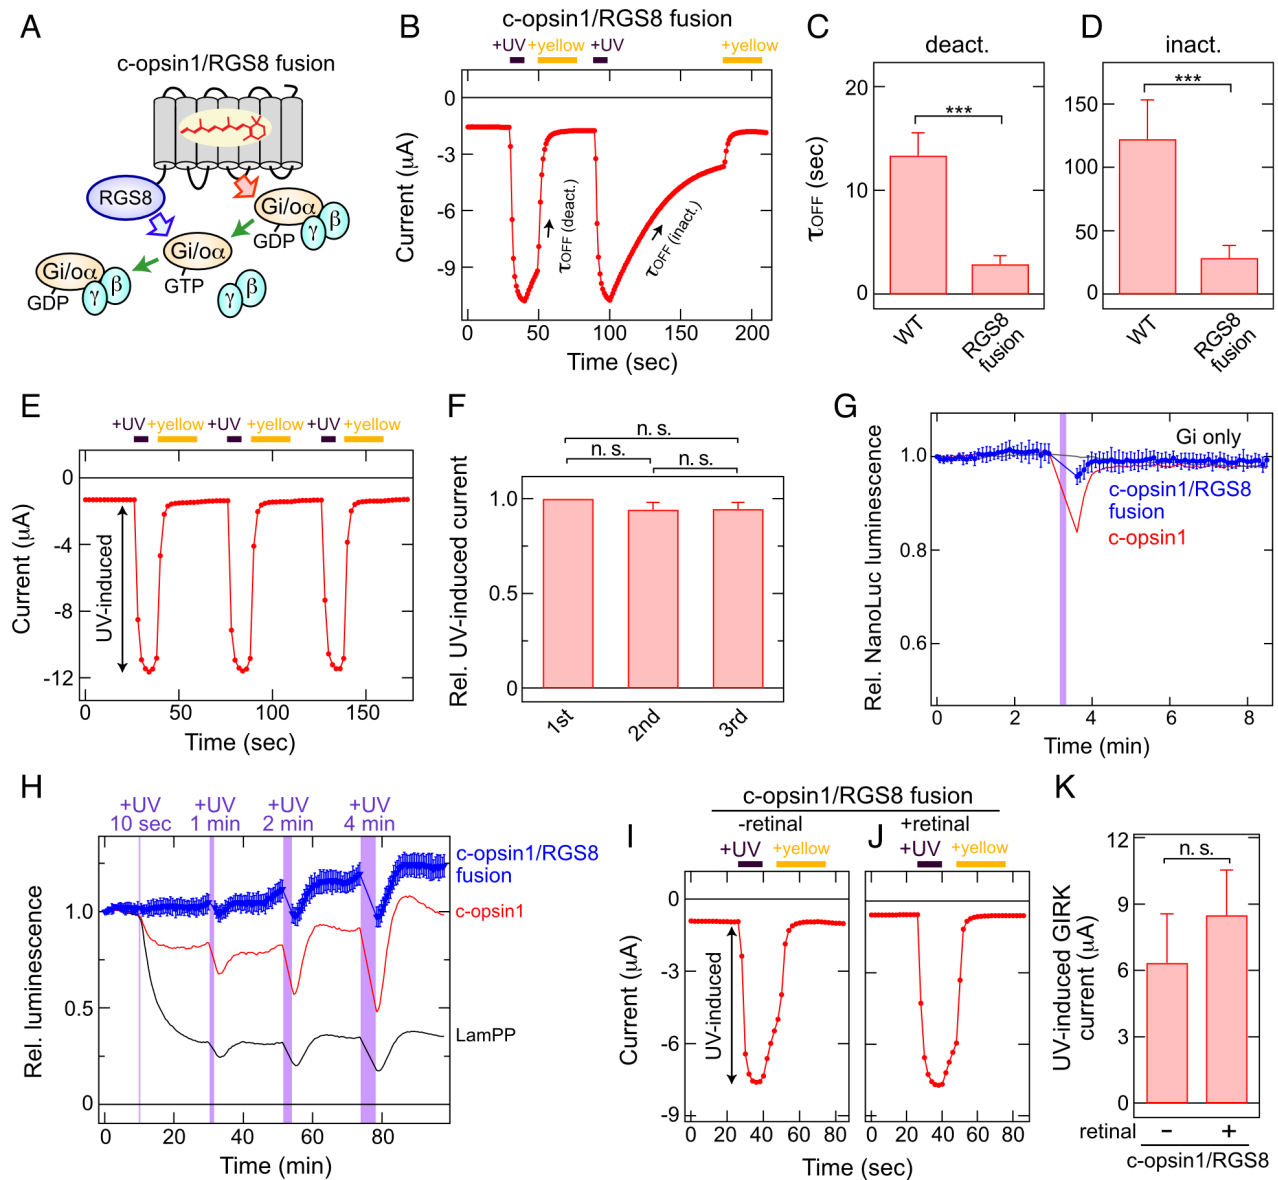 A
c-opsin1/RGS8 fusion
RGS8
Gi/oα
β
γ
GDP
Gi/oα
GTP
Gi/oα
β
γ
GDP
γ
β
B
c-opsin1/RGS8 fusion
+UV
+yellow
+UV
+yellow
0
-3
-6
-9
Current (μA)
τOFF (deact.)
τOFF (inact.)
0
50
100
150
200
Time (sec)
C
deact.
***
20
10
0
τOFF (sec)
WT
RGS8
fusion
D
inact.
***
150
100
50
0
WT
RGS8
fusion
E
+UV
+yellow
+UV
+yellow
+UV
+yellow
0
-4
-8
-12
Current (μA)
UV-induced
0
50
100
150
Time (sec)
F
n. s.
n. s.
n. s.
1.0
0.5
0
Rel. UV-induced current
1st
2nd
3rd
G
Gi only
c-opsin1/RGS8
fusion
c-opsin1
1.0
0.8
0.6
Rel. NanoLuc luminescence
0
2
4
6
8
Time (min)
H
+UV
10 sec
+UV
1 min
+UV
2 min
+UV
4 min
c-opsin1/RGS8
fusion
c-opsin1
LamPP
1.0
0.5
0
Rel. luminescence
0
20
40
60
80
Time (min)
c-opsin1/RGS8 fusion
I
-retinal
+UV
+yellow
0
-3
-6
-9
Current (μA)
UV-induced
0
20
40
60
80
J
+retinal
+UV
+yellow
0
20
40
60
80
Time (sec)
K
n. s.
12
9
6
3
0
UV-induced GIRK
current (μA)
retinal
−
+
c-opsin1/RGS8